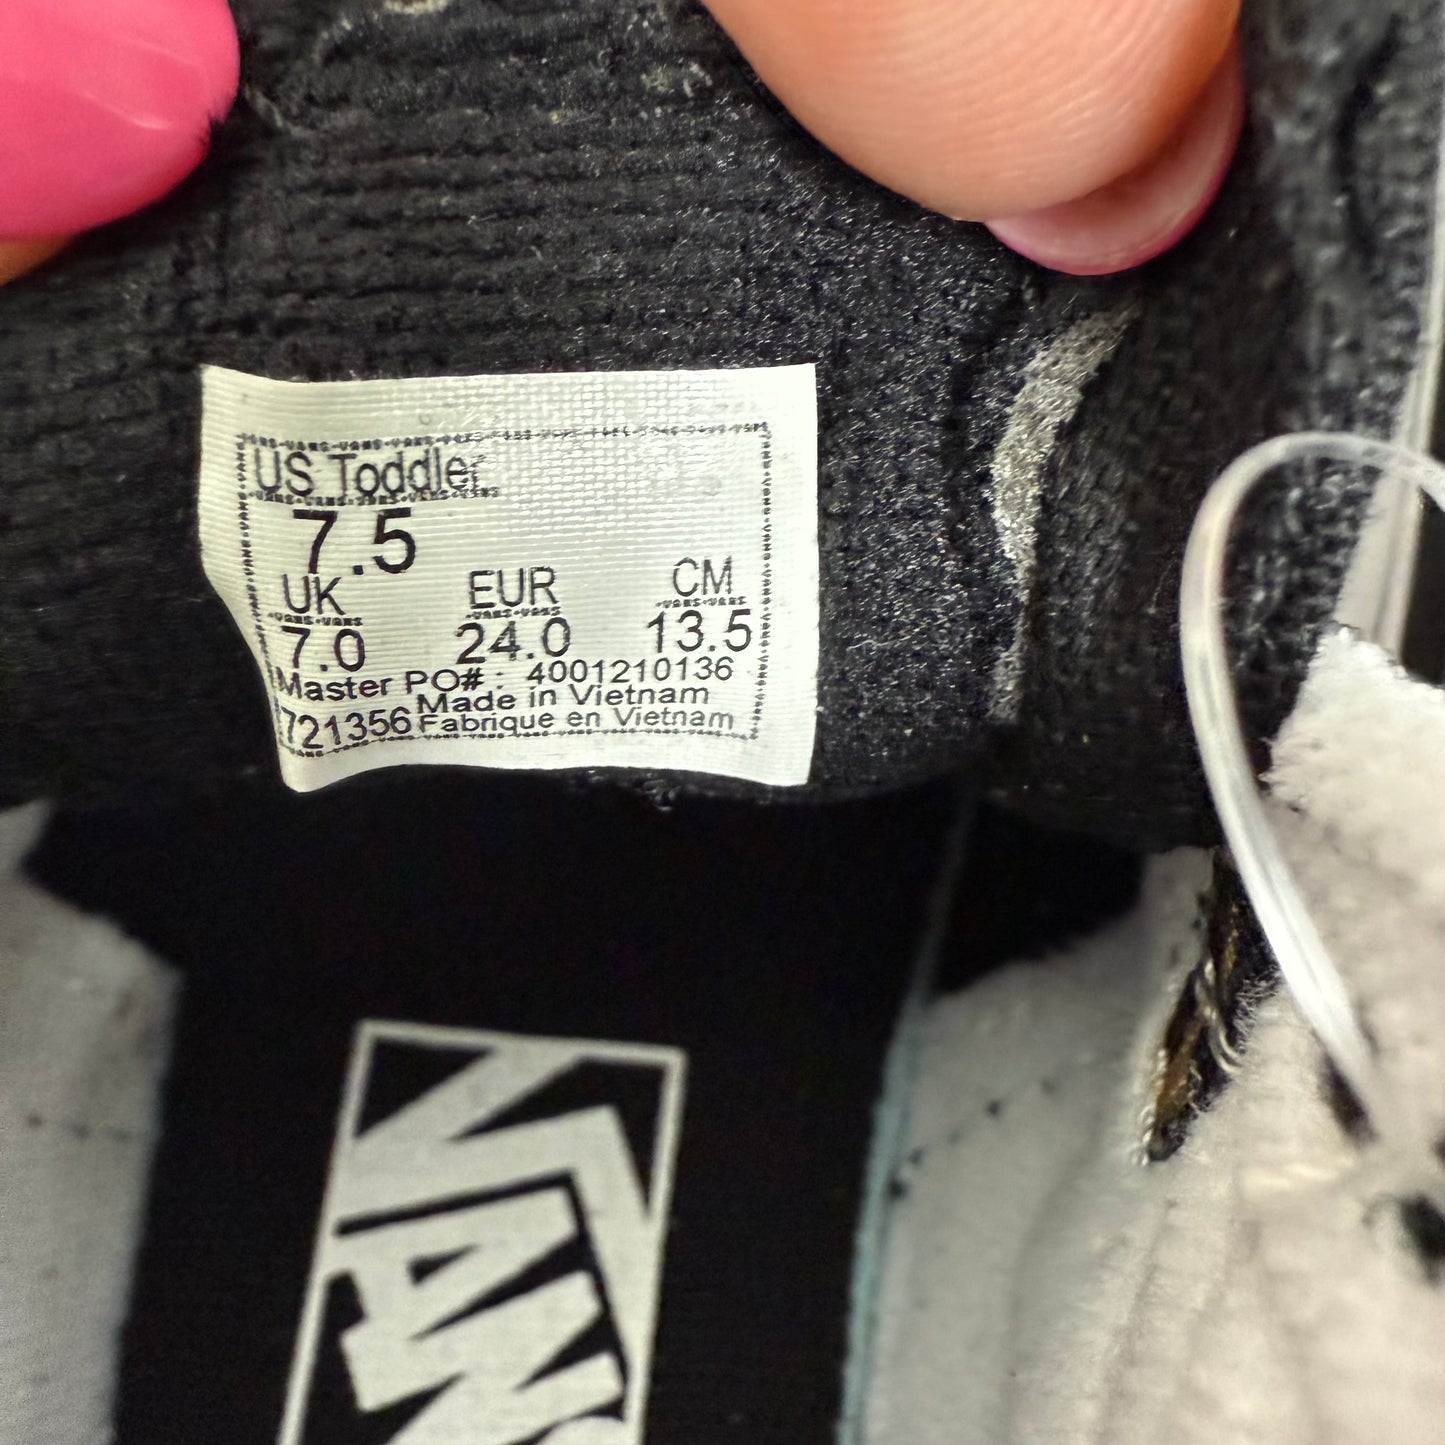 US Toddler
7.5
UK EUR CM
7.0 24.0 13.5
Master PO# : 4001210136
Made in Vietnam
721356 Fabrique en Vietnam
VANS